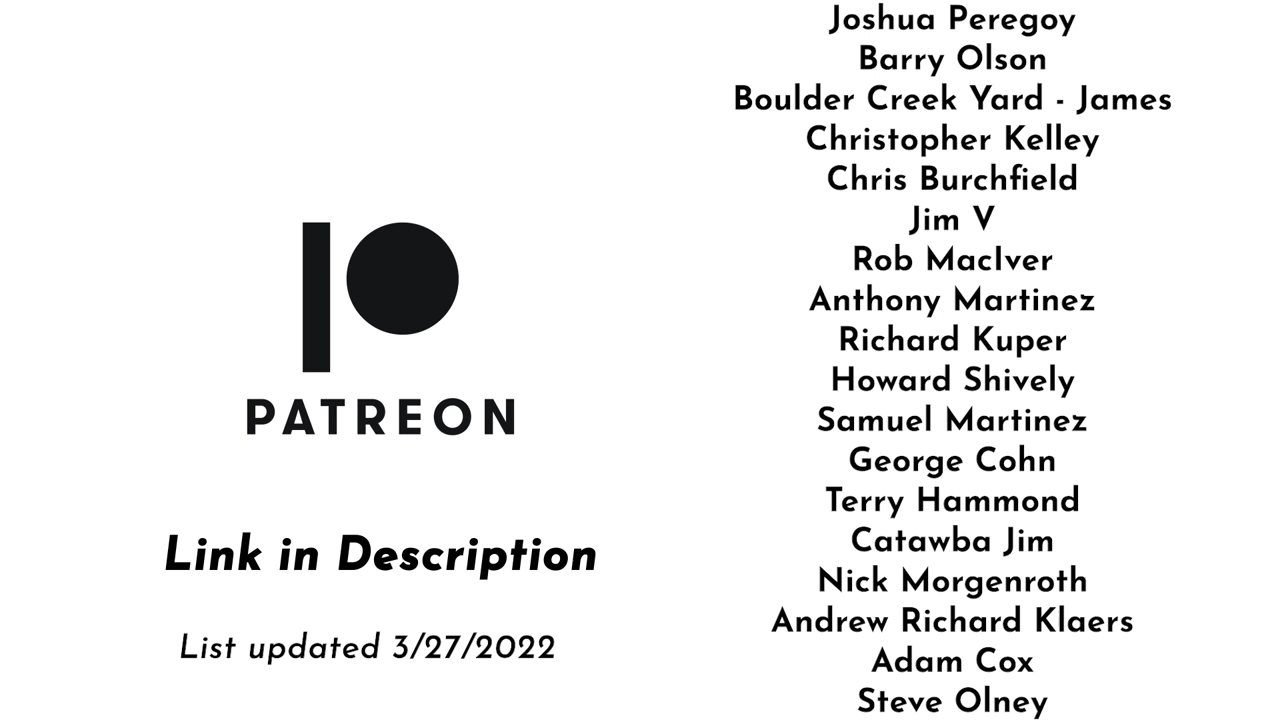 PATREON
Link in Description
List updated 3/27/2022
Joshua Peregoy
Barry Olson
Boulder Creek Yard - James
Christopher Kelley
Chris Burchfield
Jim V
Rob MacIver
Anthony Martinez
Richard Kuper
Howard Shively
Samuel Martinez
George Cohn
Terry Hammond
Catawba Jim
Nick Morgenroth
Andrew Richard Klaers
Adam Cox
Steve Olney